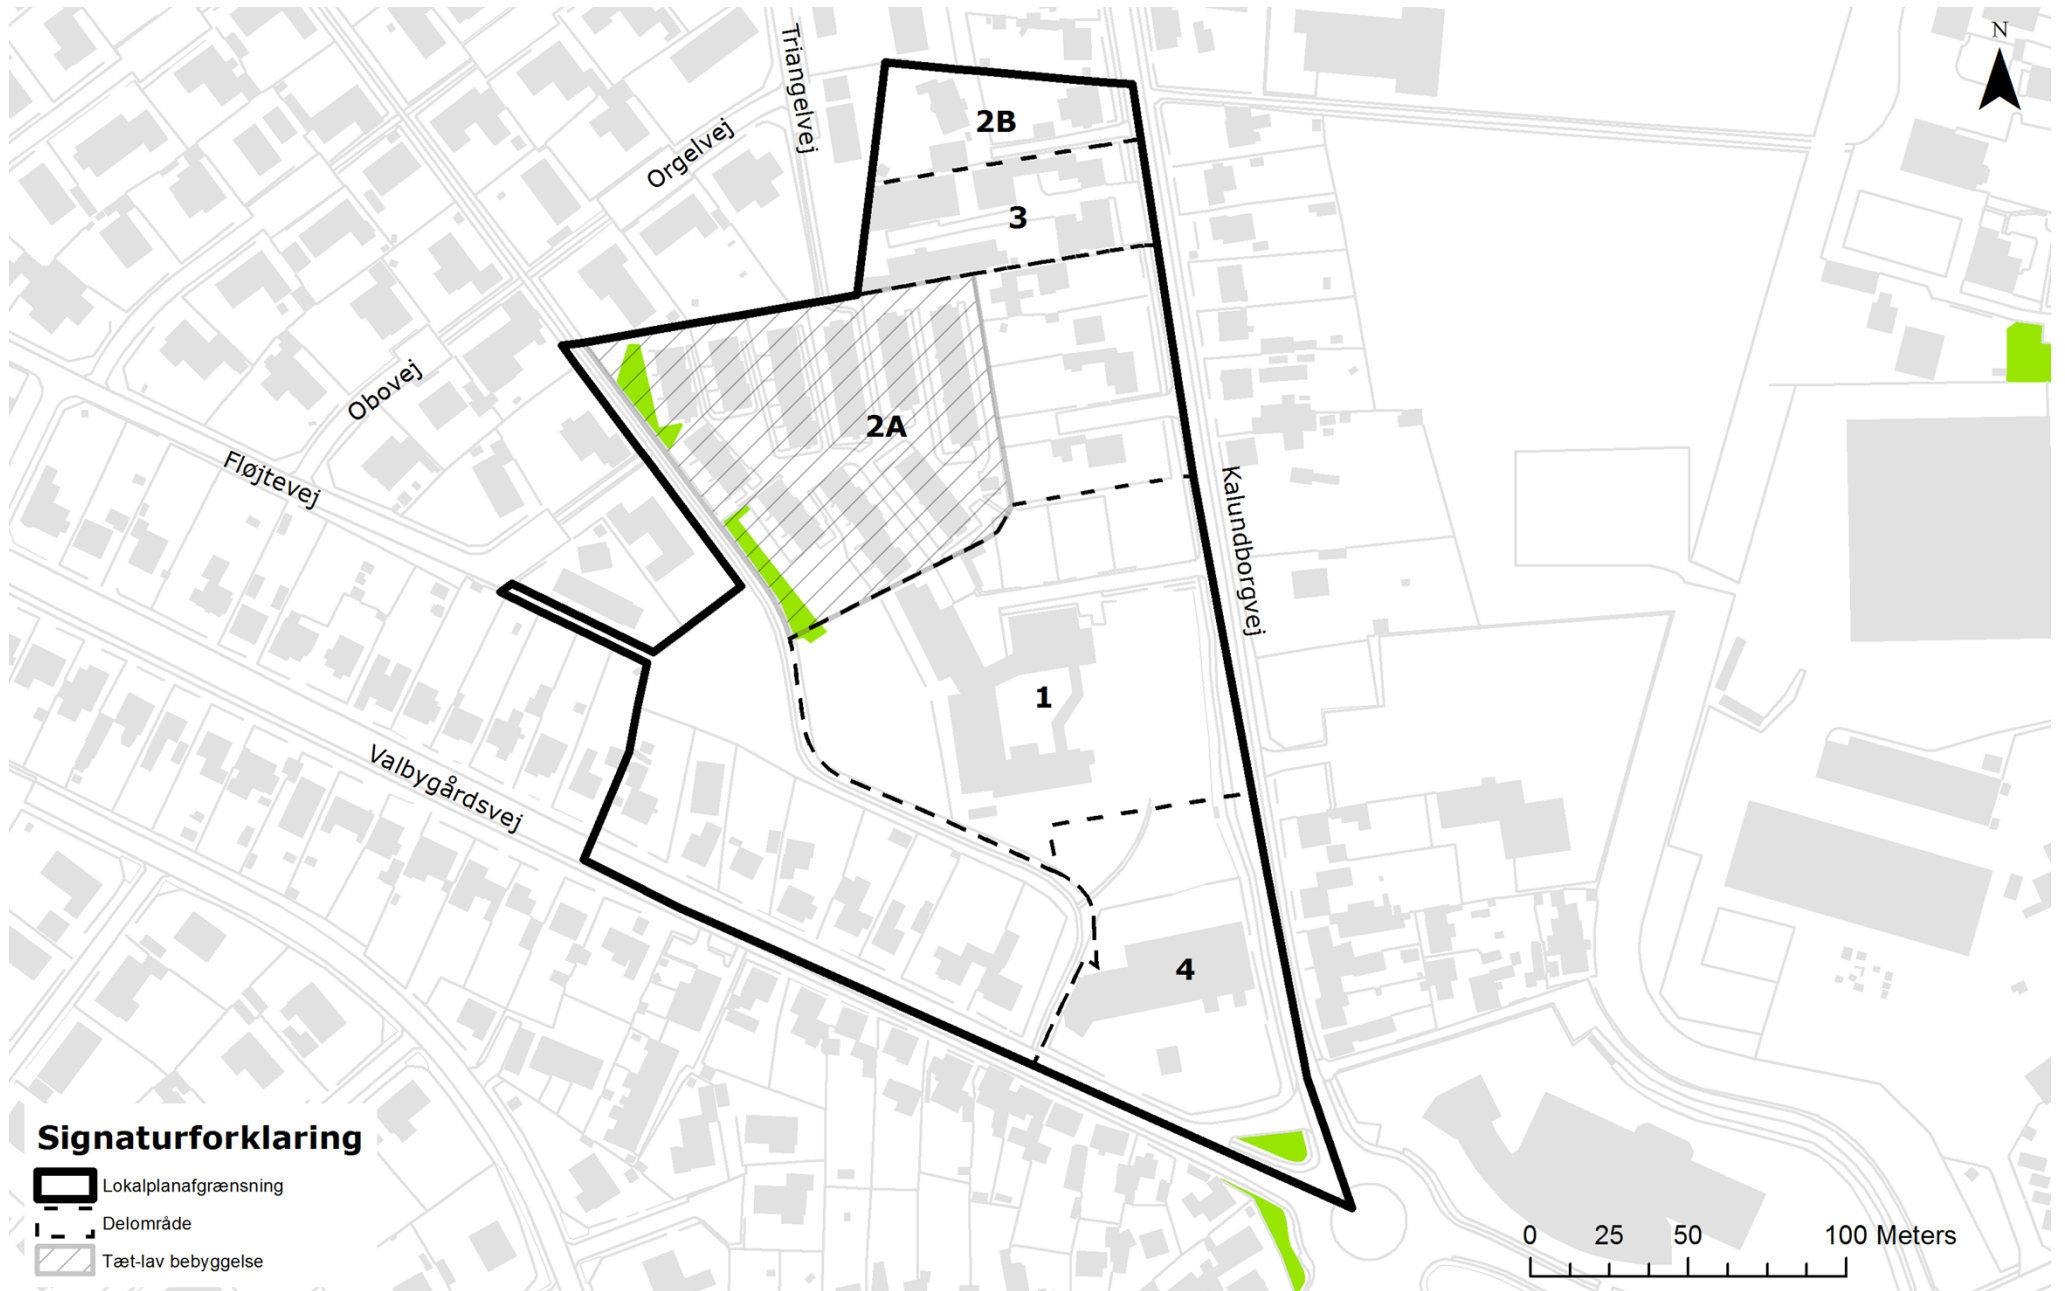 N
Triangelvej
2B
Orgelvej
3
Obovej
2A
Fløjtevej
Kalundborgvej
1
Valbygårdsvej
4
Signaturforklaring
Lokalplanafgrænsning
Delområde
Tæt-lav bebyggelse
0 25 50 100 Meters